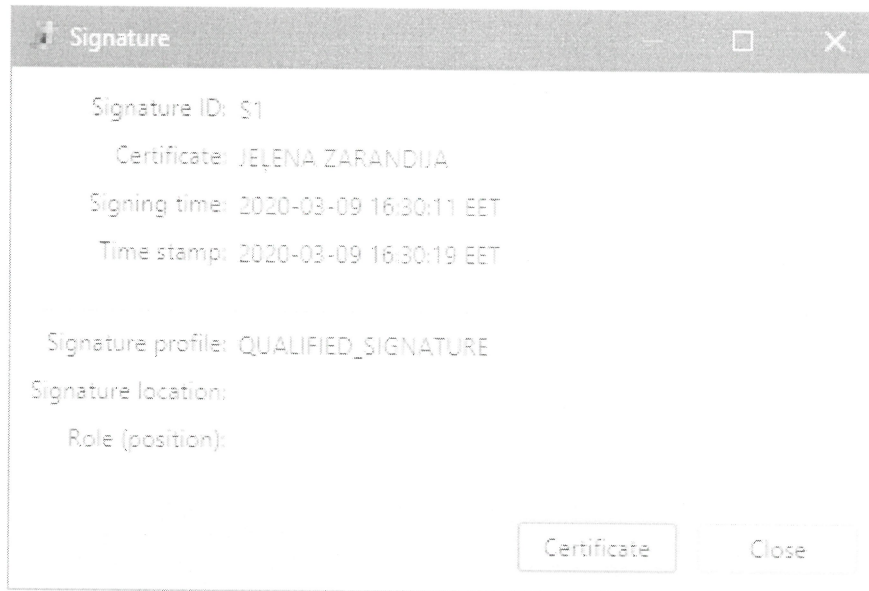 Signature
Signature ID: S1
Certificate: JEĻENA ZARANDIJA
Signing time: 2020-03-09 16:30:11 EET
Time stamp: 2020-03-09 16:30:19 EET
Signature profile: QUALIFIED_SIGNATURE
Signature location:
Role (position):
Certificate Close